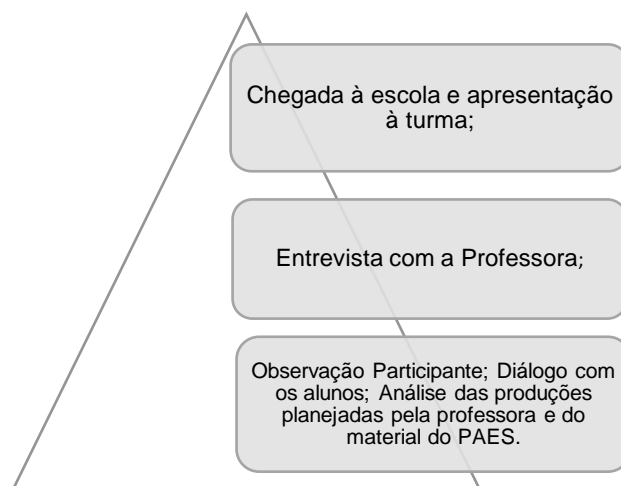 Chegada à escola e apresentação
à turma;
Entrevista com a Professora;
Observação Participante; Diálogo com
os alunos; Análise das produções
planejadas pela professora e do
material do PAES.